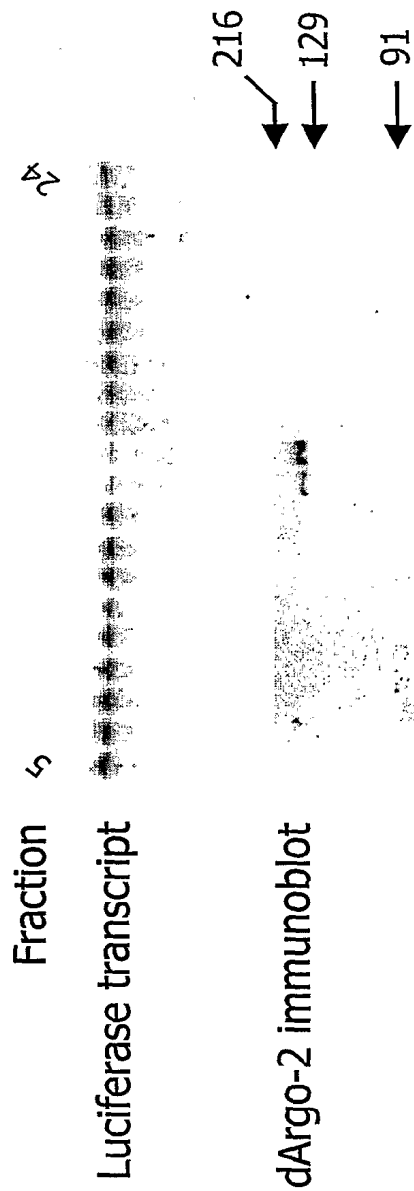 Fraction 5 24
Luciferase transcript
dArgo-2 immunoblot
216
129
91